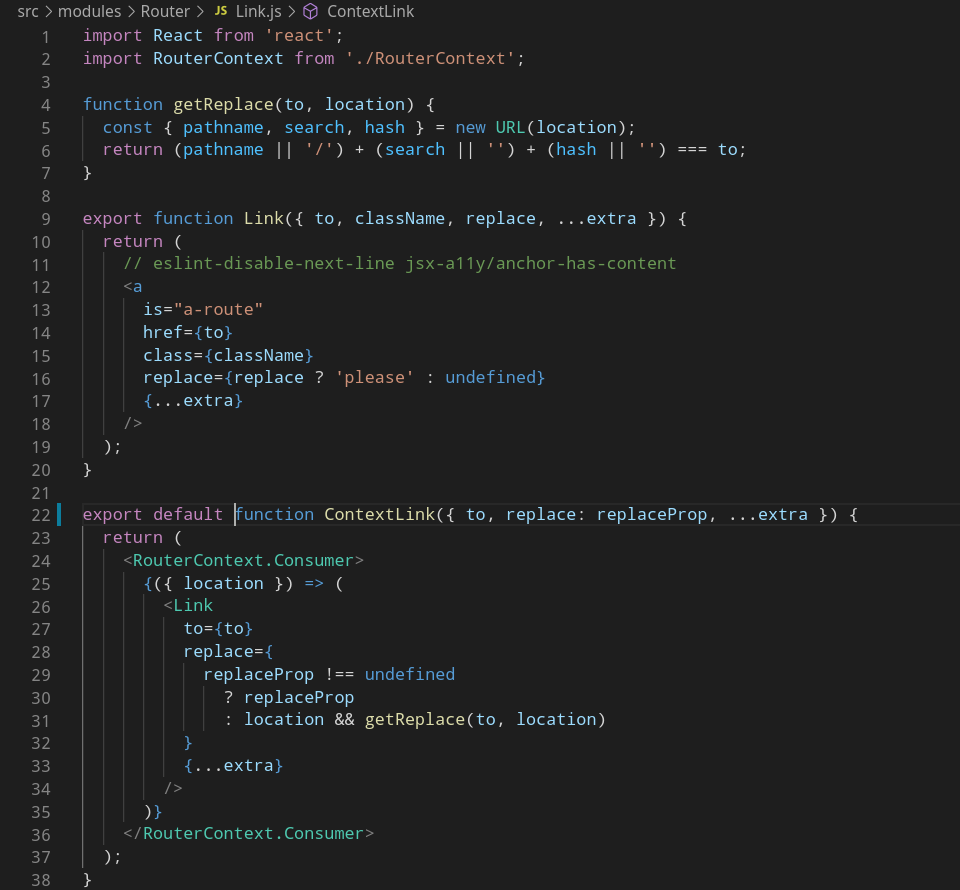 src > modules > Router > JS Link.js > ContextLink
1 import React from 'react';
2 import RouterContext from './RouterContext';
3
4 function getReplace(to, location) {
5   const { pathname, search, hash } = new URL(location);
6   return (pathname || '/') + (search || '') + (hash || '') === to;
7 }
8
9 export function Link({ to, className, replace, ...extra }) {
10   return (
11     // eslint-disable-next-line jsx-a11y/anchor-has-content
12     <a
13       is="a-route"
14       href={to}
15       class={className}
16       replace={replace ? 'please' : undefined}
17       {...extra}
18     />
19   );
20 }
21
22 export default function ContextLink({ to, replace: replaceProp, ...extra }) {
23   return (
24     <RouterContext.Consumer>
25       {({ location }) => (
26         <Link
27           to={to}
28           replace={
29             replaceProp !== undefined
30               ? replaceProp
31               : location && getReplace(to, location)
32           }
33           {...extra}
34         />
35       )}
36     </RouterContext.Consumer>
37   );
38 }